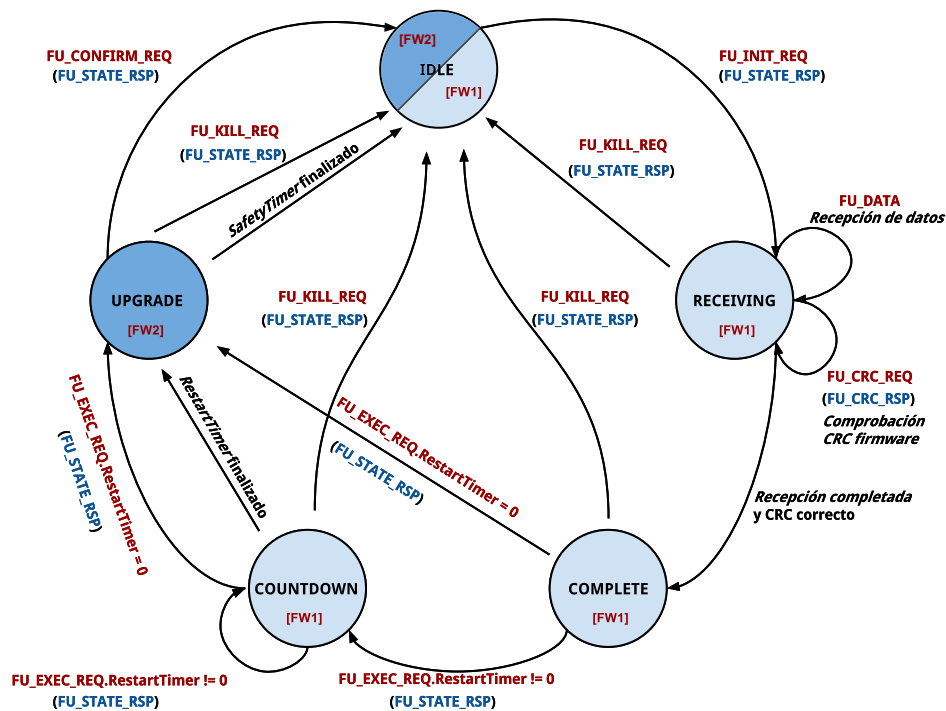 [FW2]
IDLE
[FW1]
FU_CONFIRM_REQ
(FU_STATE_RSP)
FU_INIT_REQ
(FU_STATE_RSP)
FU_KILL_REQ
(FU_STATE_RSP)
SafetyTimer finalizado
FU_KILL_REQ
(FU_STATE_RSP)
FU_DATA
Recepción de datos
UPGRADE
[FW2]
FU_KILL_REQ
(FU_STATE_RSP)
FU_KILL_REQ
(FU_STATE_RSP)
RECEIVING
[FW1]
FU_CRC_REQ
(FU_CRC_RSP)
Comprobación
CRC firmware
FU_EXEC_REQ.RestartTimer = 0
(FU_STATE_RSP)
RestartTimer finalizado
FU_EXEC_REQ.RestartTimer = 0
(FU_STATE_RSP)
Recepción completada
y CRC correcto
COUNTDOWN
[FW1]
COMPLETE
[FW1]
FU_EXEC_REQ.RestartTimer != 0
(FU_STATE_RSP)
FU_EXEC_REQ.RestartTimer != 0
(FU_STATE_RSP)